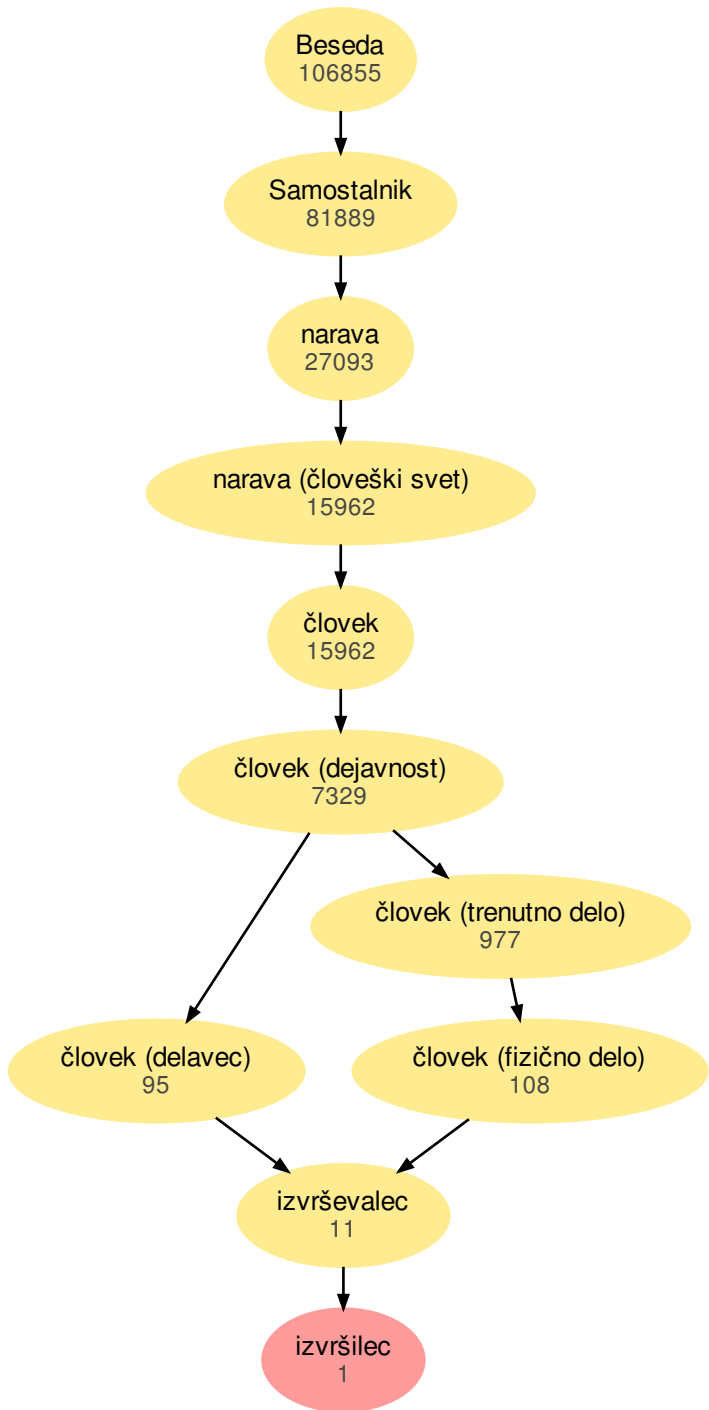 Beseda
106855
Samostalnik
81889
narava
27093
narava (človeški svet)
15962
človek
15962
človek (dejavnost)
7329
človek (trenutno delo)
977
človek (delavec)
95
človek (fizično delo)
108
izvrševalec
11
izvršilec
1